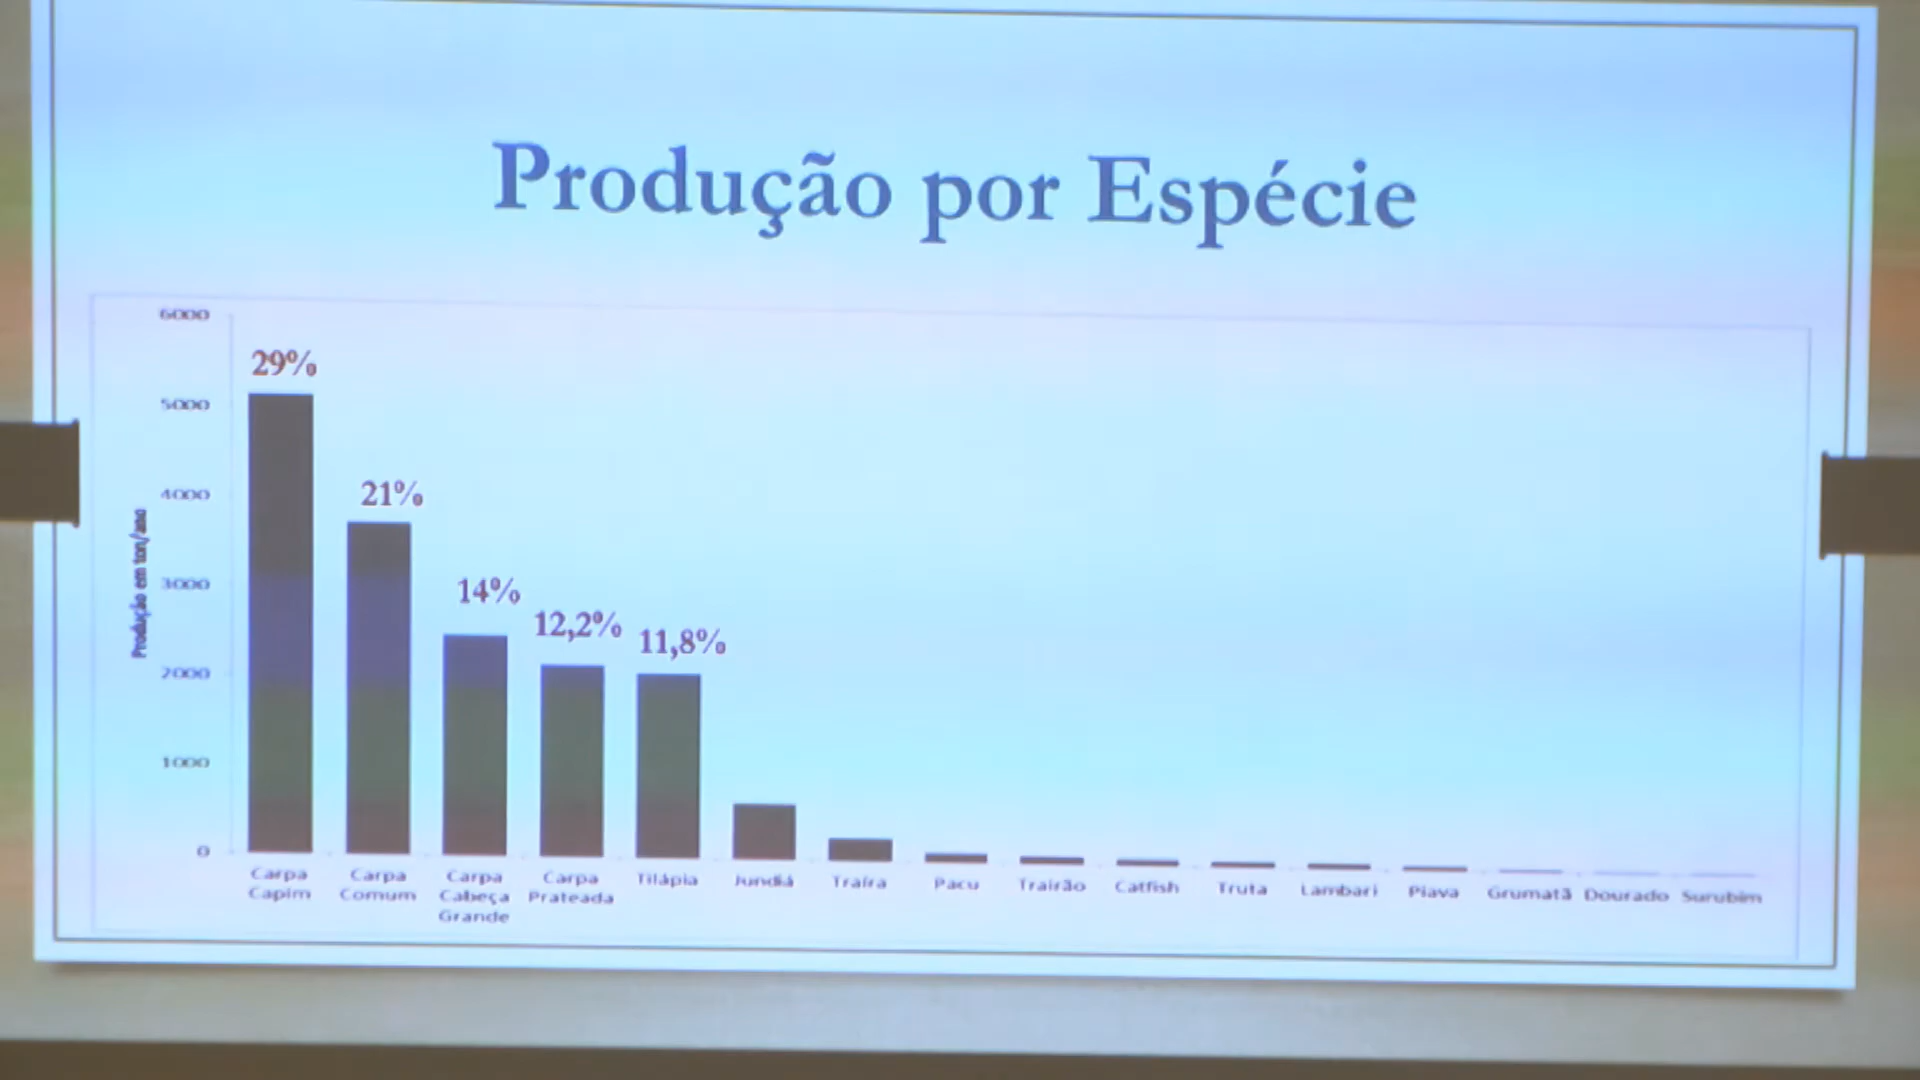 Produção por Espécie
6000
5000
4000
3000
2000
1000
0
Produção em ton/ano
29%
21%
14%
12,2%
11,8%
Carpa
Capim
Carpa
Comum
Carpa
Cabeça
Grande
Carpa
Prateada
Tilápia
Jundiá
Traíra
Pacu
Trairão
Catfish
Truta
Lambari
Piava
Grumatã
Dourado
Surubim